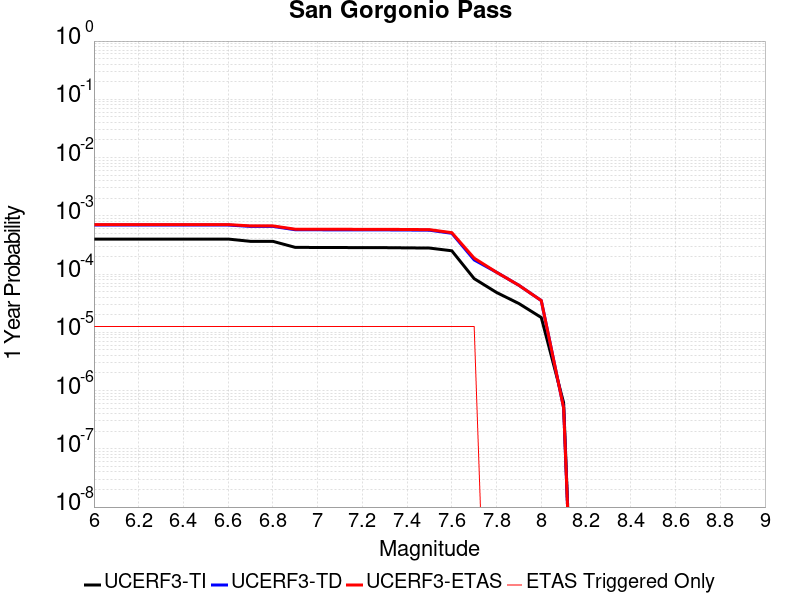 San Gorgonio Pass
10^0
10^-1
10^-2
10^-3
10^-4
10^-5
10^-6
10^-7
10^-8
1 Year Probability
6 6.2 6.4 6.6 6.8 7 7.2 7.4 7.6 7.8 8 8.2 8.4 8.6 8.8 9
Magnitude
UCERF3-TI UCERF3-TD UCERF3-ETAS ETAS Triggered Only